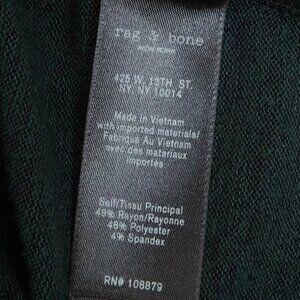 rag & bone
NEW YORK
425 W. 13TH. ST.
NY, NY 10014
Made in Vietnam
with imported materials/
Fabrique Au Vietnam
avec des materiaux
importés
Self/Tissu Principal
48% Rayon/Rayonne
48% Polyester
4% Spandex
RN# 108879